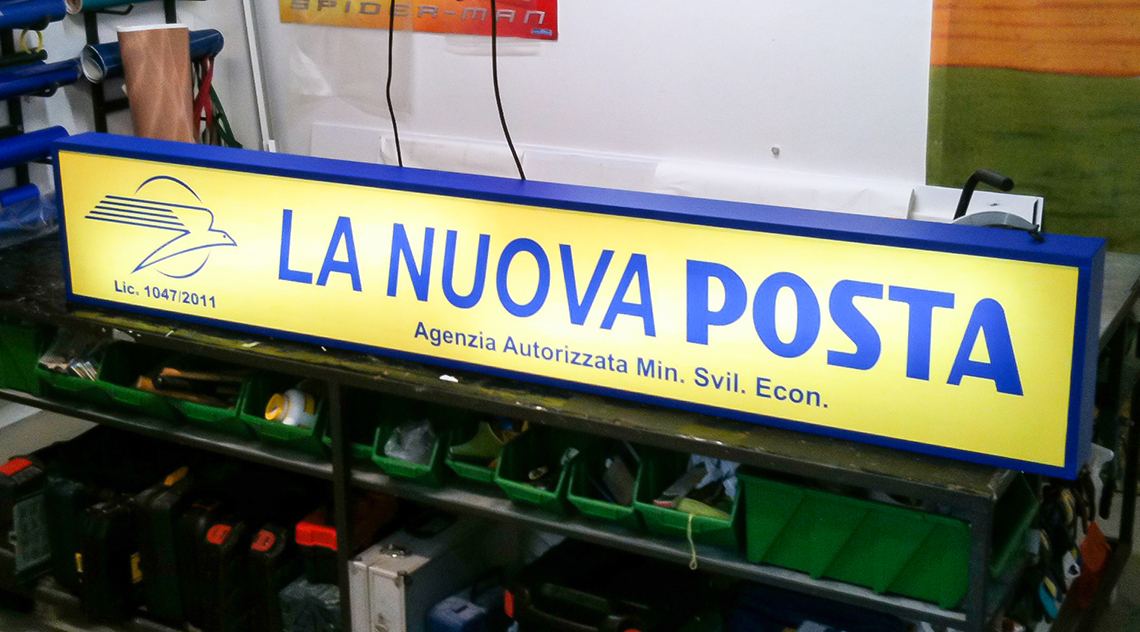 SPIDER-MAN
LA NUOVA POSTA
Lic. 1047/2011
Agenzia Autorizzata Min. Svil. Econ.